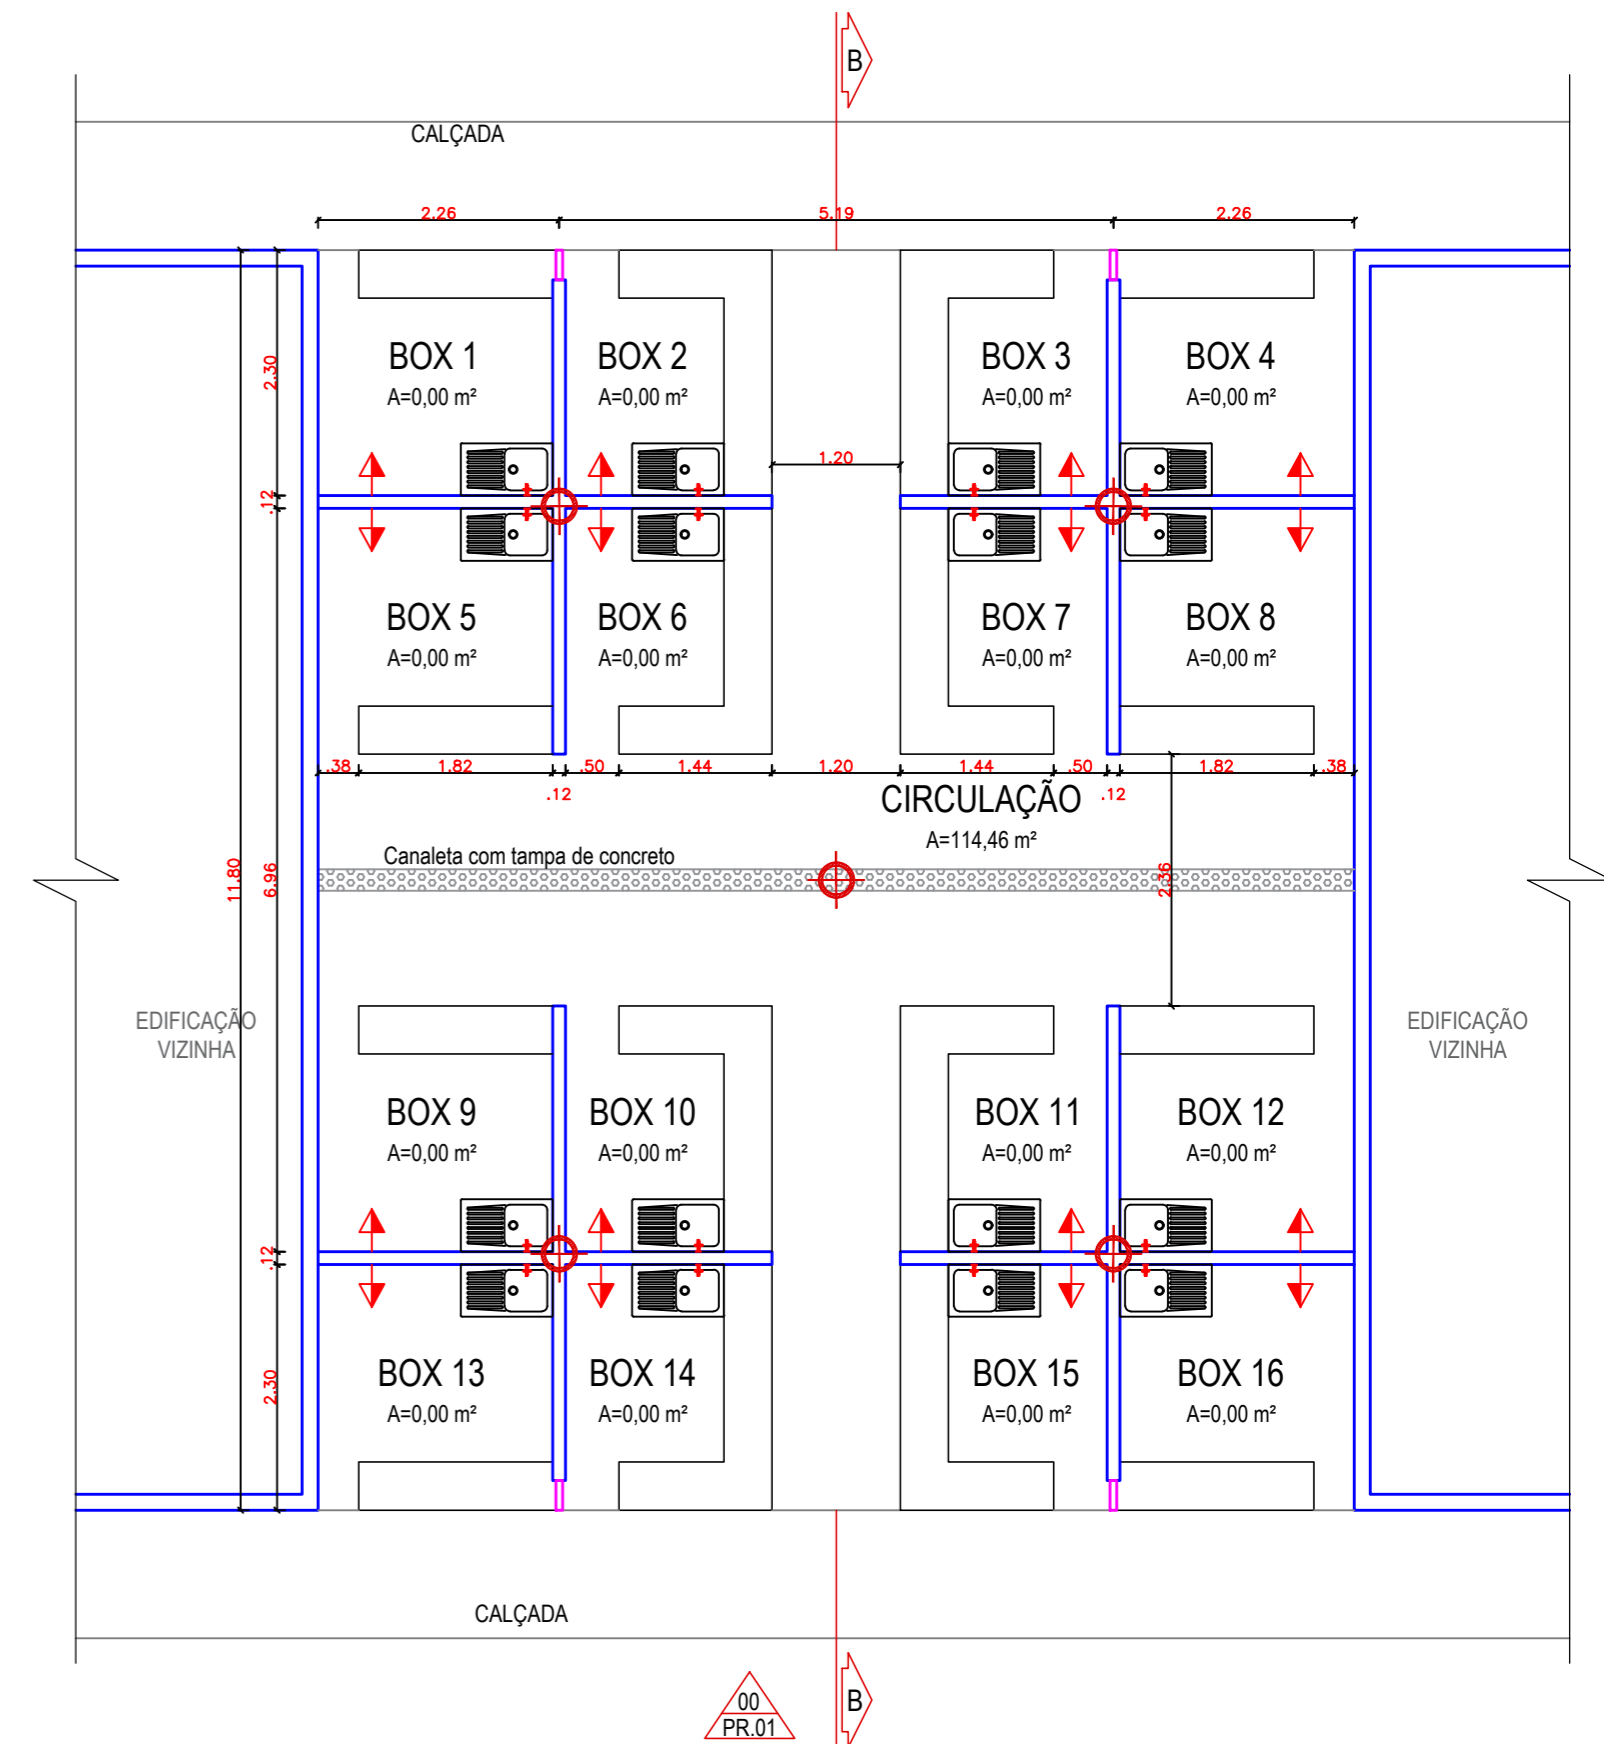 B
CALÇADA
2.26
5.19
2.26
BOX 1
A=0,00 m²
BOX 2
A=0,00 m²
BOX 3
A=0,00 m²
BOX 4
A=0,00 m²
2.30
1.20
.12
BOX 5
A=0,00 m²
BOX 6
A=0,00 m²
BOX 7
A=0,00 m²
BOX 8
A=0,00 m²
.38
1.82
.12
.50
1.44
1.20
1.44
.50
.12
1.82
.38
CIRCULAÇÃO
A=114,46 m²
Canaleta com tampa de concreto
11.80
6.96
2.36
EDIFICAÇÃO
VIZINHA
EDIFICAÇÃO
VIZINHA
BOX 9
A=0,00 m²
BOX 10
A=0,00 m²
BOX 11
A=0,00 m²
BOX 12
A=0,00 m²
.12
BOX 13
A=0,00 m²
BOX 14
A=0,00 m²
BOX 15
A=0,00 m²
BOX 16
A=0,00 m²
2.30
CALÇADA
00
PR.01
B